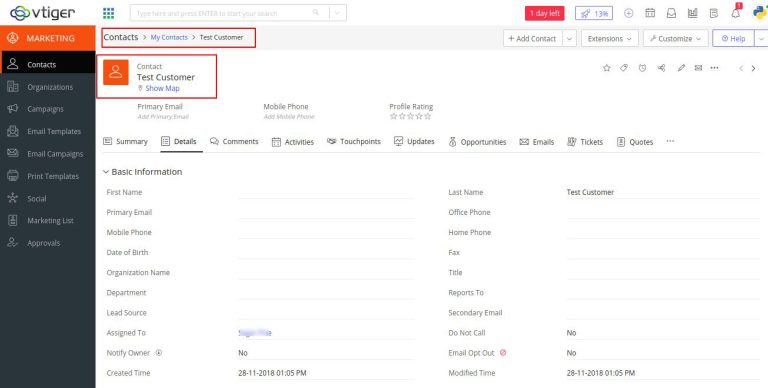 vtiger
Type here and press ENTER to start your search
1 day left
13%
1
MARKETING
Contacts
Organizations
Campaigns
Email Templates
Email Campaigns
Print Templates
Social
Marketing List
Approvals
Contacts > My Contacts > Test Customer
+ Add Contact
Extensions
Customize
Help
Contact
Test Customer
Show Map
Primary Email
Add Primary Email
Mobile Phone
Add Mobile Phone
Profile Rating
Summary Details Comments Activities Touchpoints Updates Opportunities Emails Tickets Quotes ...
Basic Information
First Name
Last Name Test Customer
Primary Email
Office Phone
Mobile Phone
Home Phone
Date of Birth
Fax
Organization Name
Title
Department
Reports To
Lead Source
Secondary Email
Assigned To
Do Not Call No
Notify Owner No
Email Opt Out No
Created Time 28-11-2018 01:05 PM
Modified Time 28-11-2018 01:05 PM